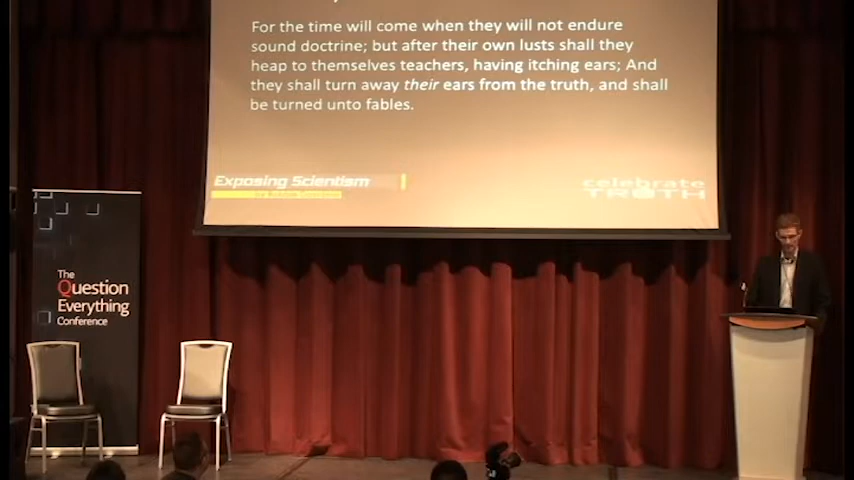 For the time will come when they will not endure
sound doctrine; but after their own lusts shall they
heap to themselves teachers, having itching ears; And
they shall turn away their ears from the truth, and shall
be turned unto fables.
Exposing Scientism
celebrate
TRUTH
The
Question
Everything
Conference